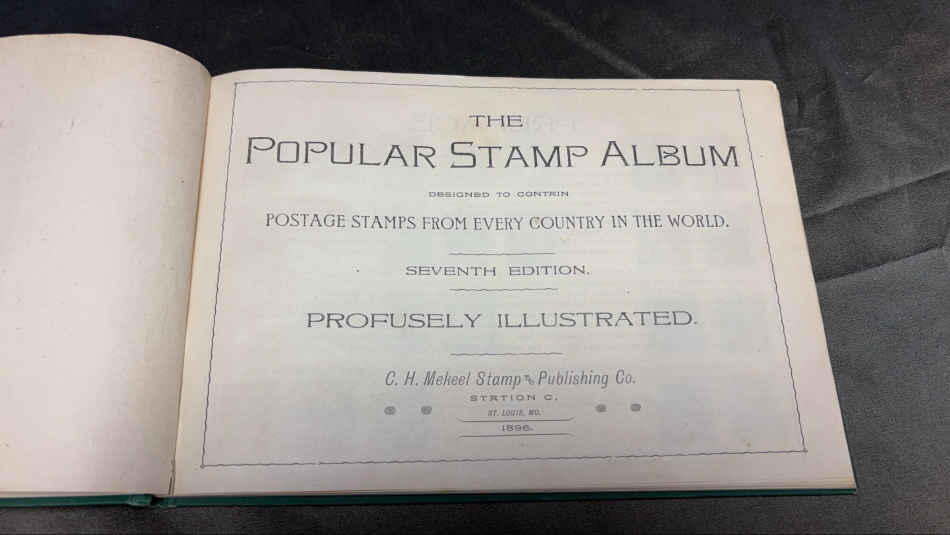 THE
POPULAR STAMP ALBUM
DESIGNED TO CONTAIN
POSTAGE STAMPS FROM EVERY COUNTRY IN THE WORLD.
SEVENTH EDITION.
PROFUSELY ILLUSTRATED.
C. H. Mekeel Stamp and Publishing Co.
STATION C.
ST. LOUIS, MO.
1896.